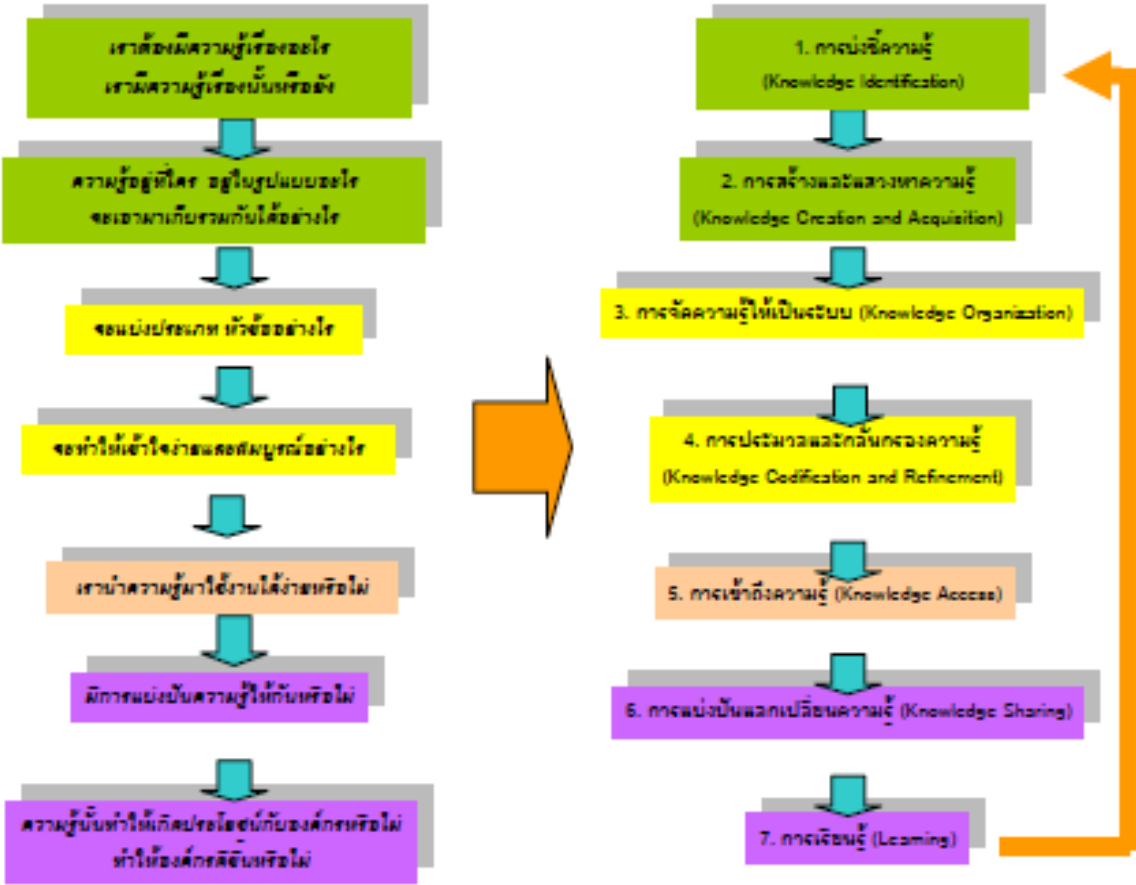 เราต้องมีความรู้เรื่องอะไร
เรามีความรู้เรื่องนั้นหรือยัง
ความรู้อยู่ที่ใคร อยู่ในรูปแบบอะไร
จะเอามาเก็บรวมกันได้อย่างไร
จะแบ่งประเภท หัวข้ออย่างไร
จะทำให้เข้าใจง่ายและสมบูรณ์อย่างไร
เรานำความรู้มาใช้งานได้ง่ายหรือไม่
มีการแบ่งปันความรู้ให้กันหรือไม่
ความรู้นั้นทำให้เกิดประโยชน์กับองค์กรหรือไม่
ทำให้องค์กรดีขึ้นหรือไม่
1. การบ่งชี้ความรู้
(Knowledge Identification)
2. การสร้างและแสวงหาความรู้
(Knowledge Creation and Acquisition)
3. การจัดความรู้ให้เป็นระบบ (Knowledge Organization)
4. การประมวลและกลั่นกรองความรู้
(Knowledge Codification and Refinement)
5. การเข้าถึงความรู้ (Knowledge Access)
6. การแบ่งปันแลกเปลี่ยนความรู้ (Knowledge Sharing)
7. การเรียนรู้ (Learning)